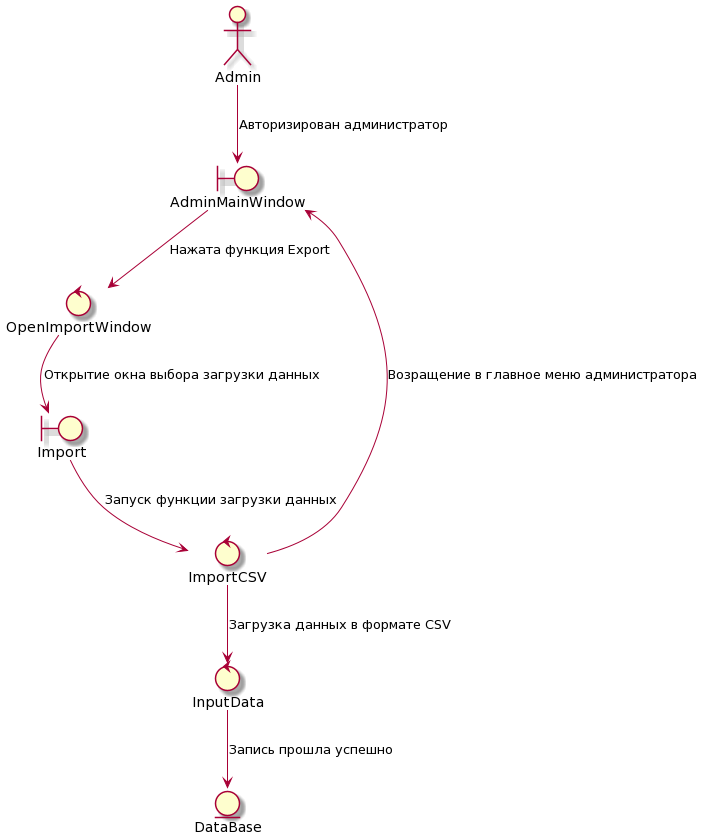 Admin
Авторизирован администратор
AdminMainWindow
Нажата функция Export
OpenImportWindow
Открытие окна выбора загрузки данных
Возращение в главное меню администратора
Import
Запуск функции загрузки данных
ImportCSV
Загрузка данных в формате CSV
InputData
Запись прошла успешно
DataBase